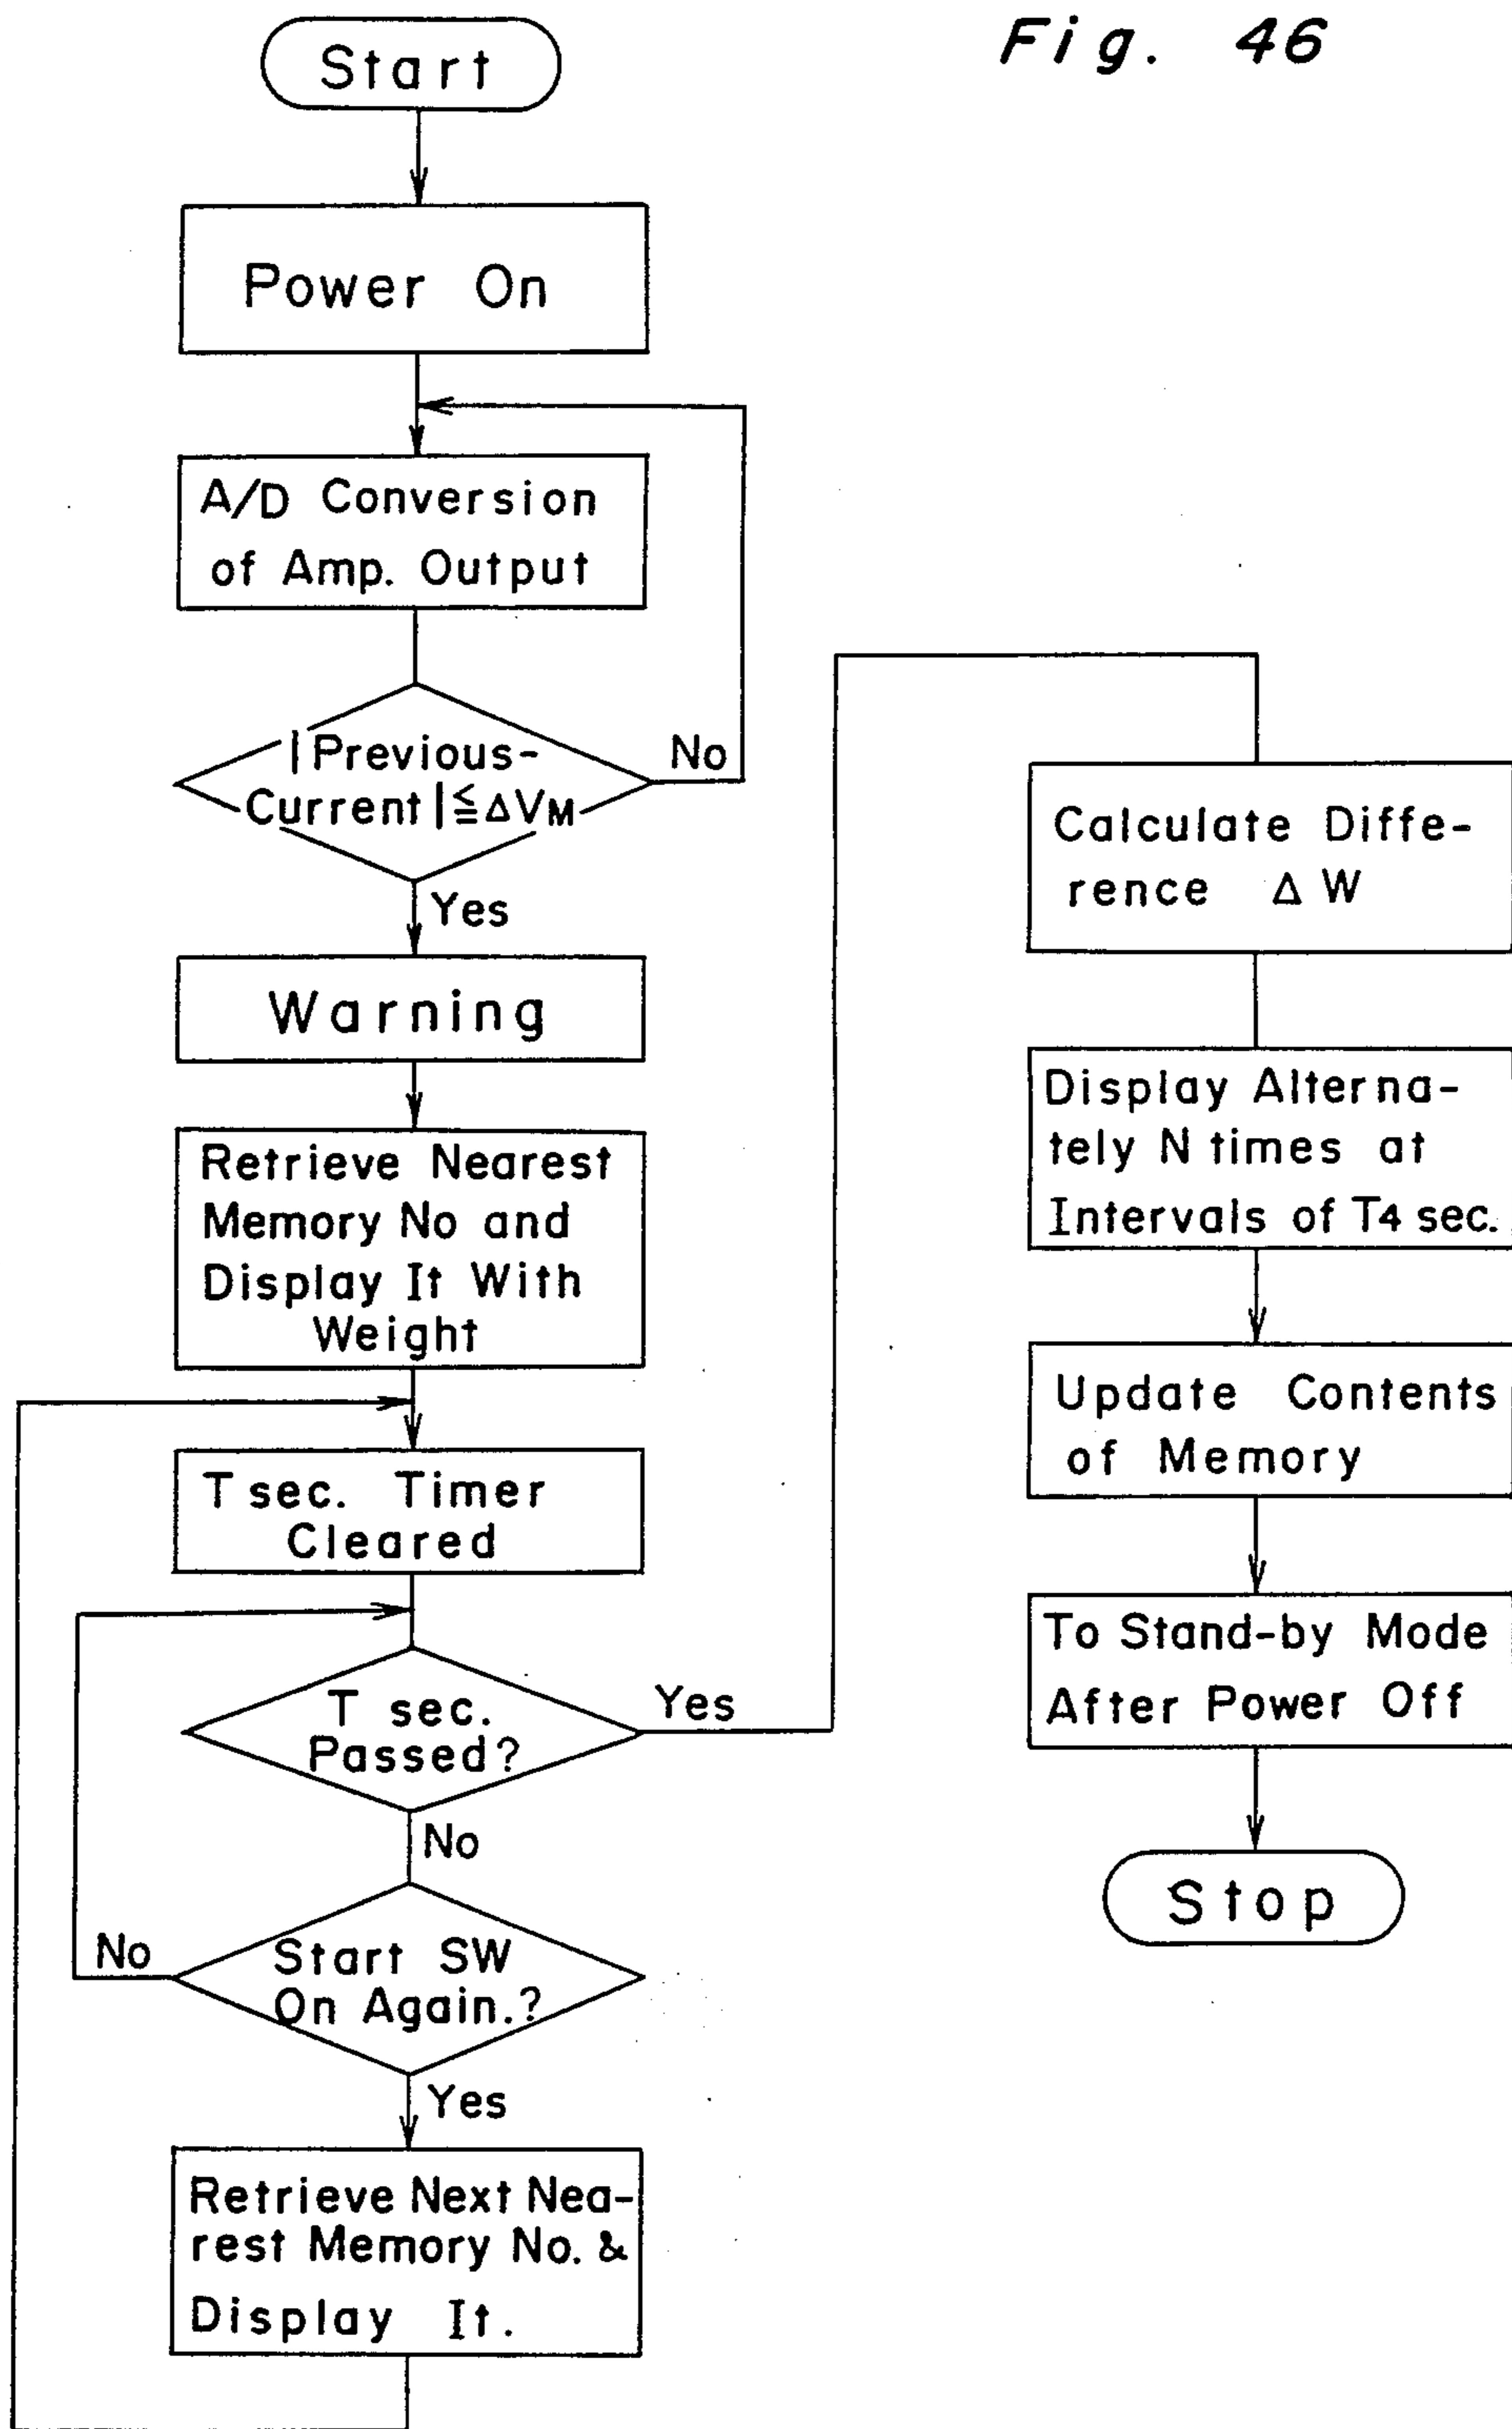 Fig. 46
Start
Power On
A/D Conversion
of Amp. Output
|Previous-
Current|≦ΔVM
No
Yes
Warning
Retrieve Nearest
Memory No and
Display It With
Weight
T sec. Timer
Cleared
T sec.
Passed?
Yes
No
Start SW
On Again.?
No
Yes
Retrieve Next Nea-
rest Memory No. &
Display It.
Calculate Diffe-
rence ΔW
Display Alterna-
tely N times at
Intervals of T4 sec.
Update Contents
of Memory
To Stand-by Mode
After Power Off
Stop